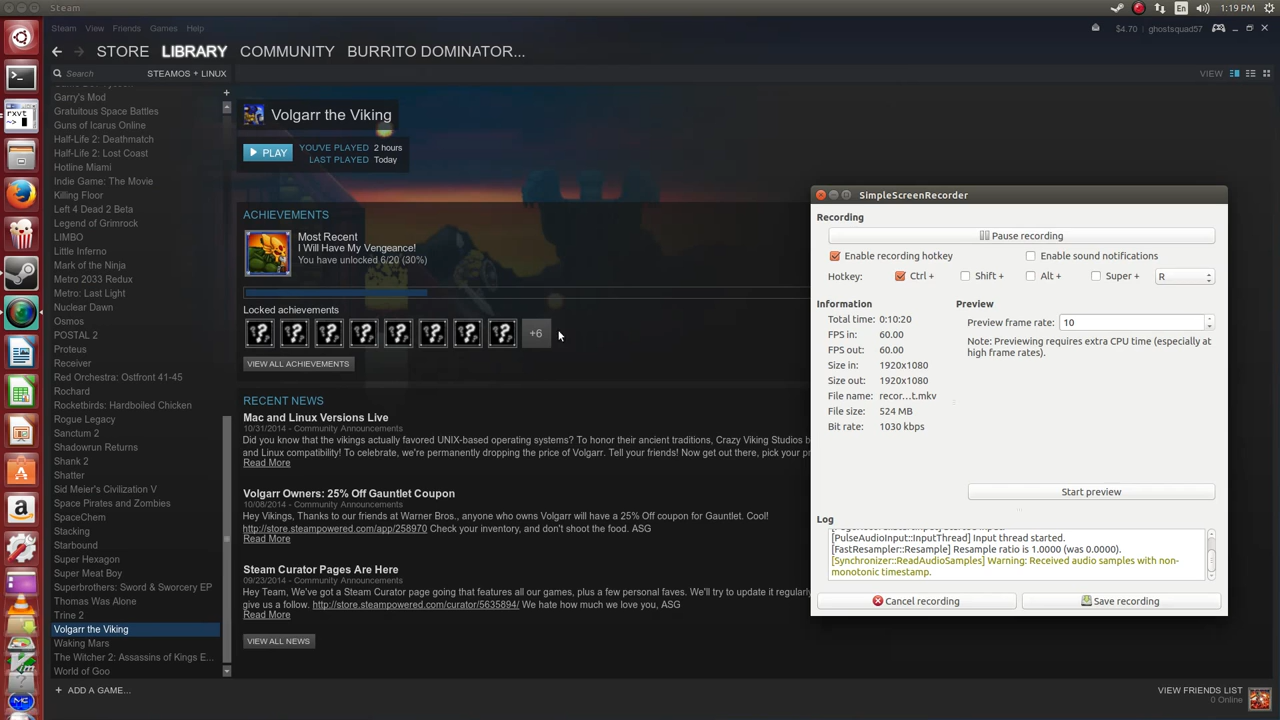 Steam
En
1:19 PM
Steam View Friends Games Help
$4.70 ghostsquad57
STORE LIBRARY COMMUNITY BURRITO DOMINATOR...
Search STEAMOS + LINUX
VIEW
Garry's Mod
Gratuitous Space Battles
Guns of Icarus Online
Half-Life 2: Deathmatch
Half-Life 2: Lost Coast
Hotline Miami
Indie Game: The Movie
Killing Floor
Left 4 Dead 2 Beta
Legend of Grimrock
LIMBO
Little Inferno
Mark of the Ninja
Metro 2033 Redux
Metro: Last Light
Nuclear Dawn
Osmos
POSTAL 2
Proteus
Receiver
Red Orchestra: Ostfront 41-45
Rochard
Rocketbirds: Hardboiled Chicken
Rogue Legacy
Sanctum 2
Shadowrun Returns
Shank 2
Shatter
Sid Meier's Civilization V
Space Pirates and Zombies
SpaceChem
Stacking
Starbound
Super Hexagon
Super Meat Boy
Superbrothers: Sword & Sworcery EP
Thomas Was Alone
Trine 2
Volgarr the Viking
Waking Mars
The Witcher 2: Assassins of Kings E...
World of Goo
+ ADD A GAME...
Volgarr the Viking
PLAY
YOU'VE PLAYED 2 hours
LAST PLAYED Today
ACHIEVEMENTS
Most Recent
I Will Have My Vengeance!
You have unlocked 6/20 (30%)
Locked achievements
+6
VIEW ALL ACHIEVEMENTS
RECENT NEWS
Mac and Linux Versions Live
10/31/2014 - Community Announcements
Did you know that the vikings actually favored UNIX-based operating systems? To honor their ancient traditions, Crazy Viking Studios b
and Linux compatibility! To celebrate, we're permanently dropping the price of Volgarr. Tell your friends! Now get out there, pick your p
Read More
Volgarr Owners: 25% Off Gauntlet Coupon
10/08/2014 - Community Announcements
Hey Vikings, Thanks to our friends at Warner Bros., anyone who owns Volgarr will have a 25% Off coupon for Gauntlet. Cool!
http://store.steampowered.com/app/258970 Check your inventory, and don't shoot the food. ASG
Read More
Steam Curator Pages Are Here
09/23/2014 - Community Announcements
Hey Team, We've got a Steam Curator page going that features all our games, plus a few personal faves. We'll try to update it regularly
give us a follow. http://store.steampowered.com/curator/5635894/ We hate how much we love you, ASG
Read More
VIEW ALL NEWS
VIEW FRIENDS LIST
0 Online
SimpleScreenRecorder
Recording
Pause recording
Enable recording hotkey Enable sound notifications
Hotkey: Ctrl + Shift + Alt + Super + R
Information
Total time: 0:10:20
FPS in: 60.00
FPS out: 60.00
Size in: 1920x1080
Size out: 1920x1080
File name: recor...t.mkv
File size: 524 MB
Bit rate: 1030 kbps
Preview
Preview frame rate: 10
Note: Previewing requires extra CPU time (especially at
high frame rates).
Start preview
Log
[PulseAudioInput::InputThread] Input thread started.
[FastResampler::Resample] Resample ratio is 1.0000 (was 0.0000).
[Synchronizer::ReadAudioSamples] Warning: Received audio samples with non-
monotonic timestamp.
Cancel recording Save recording
rxvt
~>